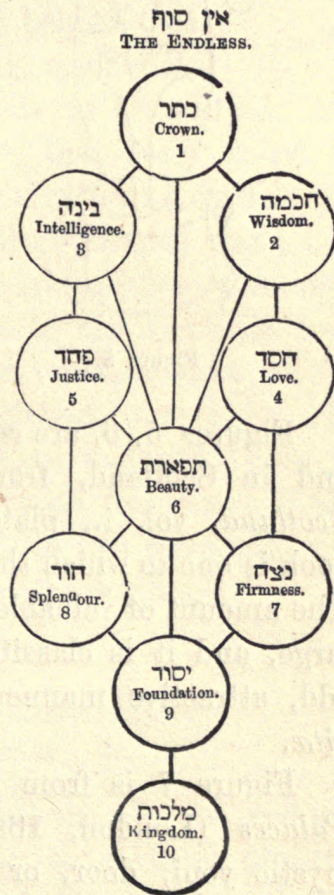 אין סוף
THE ENDLESS.
כתר
Crown.
1
בינה
Intelligence.
3
חכמה
Wisdom.
2
פחד
Justice.
5
חסד
Love.
4
תפארת
Beauty.
6
הוד
Splendour.
8
נצח
Firmness.
7
יסוד
Foundation.
9
מלכות
Kingdom.
10